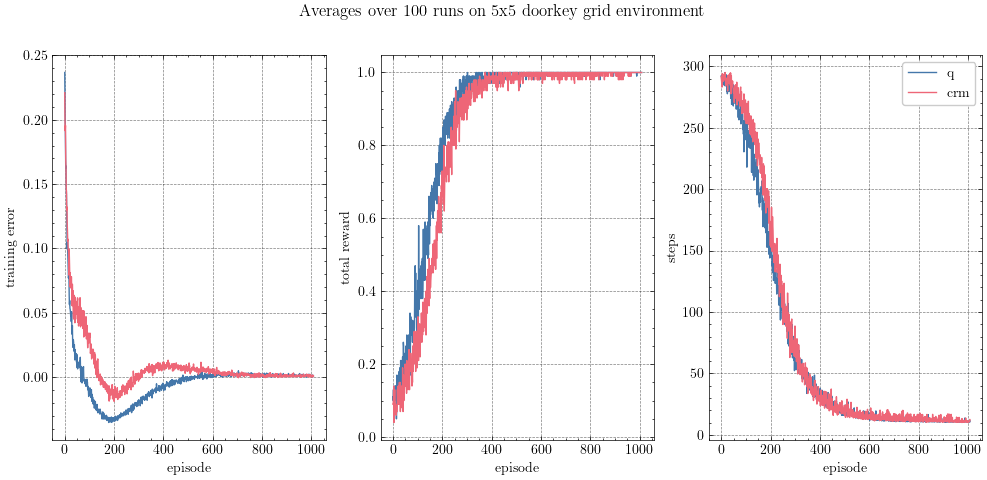 Averages over 100 runs on 5x5 doorkey grid environment
training error
0.25
0.20
0.15
0.10
0.05
0.00
0 200 400 600 800 1000
episode
total reward
1.0
0.8
0.6
0.4
0.2
0.0
0 200 400 600 800 1000
episode
steps
300
250
200
150
100
50
0
0 200 400 600 800 1000
episode
q
crm